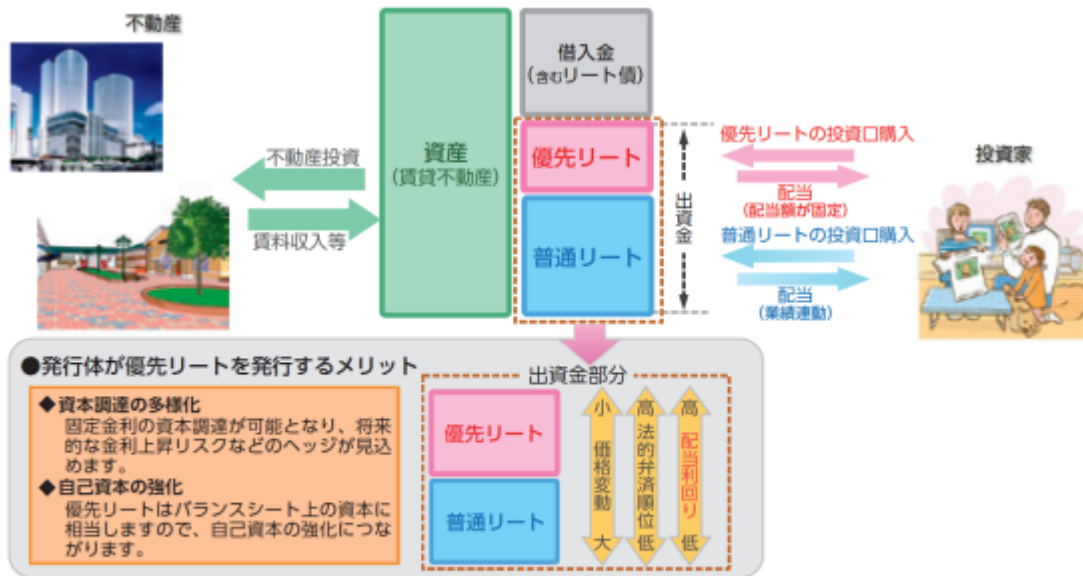 不動産
借入金
(含むリート債)
優先リート
普通リート
資産
(賃貸不動産)
不動産投資
賃料収入等
出資金
優先リートの投資口購入
配当
(配当額が固定)
普通リートの投資口購入
配当
(業績連動)
投資家
●発行体が優先リートを発行するメリット
◆資本調達の多様化
固定金利の資本調達が可能となり、将来
的な金利上昇リスクなどのヘッジが見込
めます。
◆自己資本の強化
優先リートはバランスシート上の資本に
相当しますので、自己資本の強化につな
がります。
出資金部分
優先リート
普通リート
小 価格変動 大
高 法的弁済順位 低
高 配当利回り 低